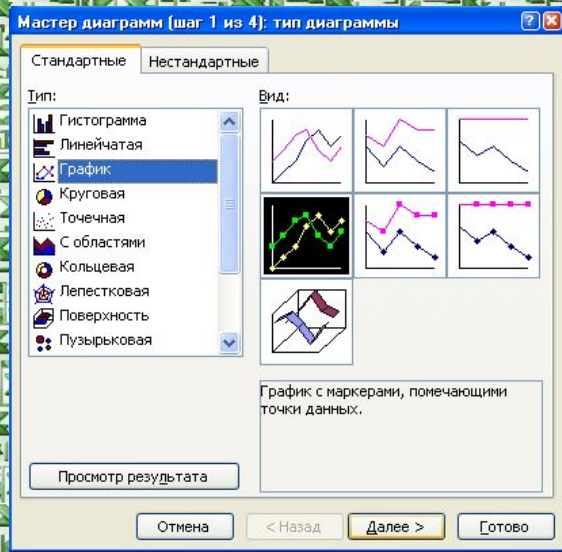 Мастер диаграмм (шаг 1 из 4): тип диаграммы
Стандартные
Нестандартные
Тип:
Гистограмма
Линейчатая
График
Круговая
Точечная
С областями
Кольцевая
Лепестковая
Поверхность
Пузырьковая
Вид:
График с маркерами, помечающими
точки данных.
Просмотр результата
Отмена
< Назад
Далее >
Готово